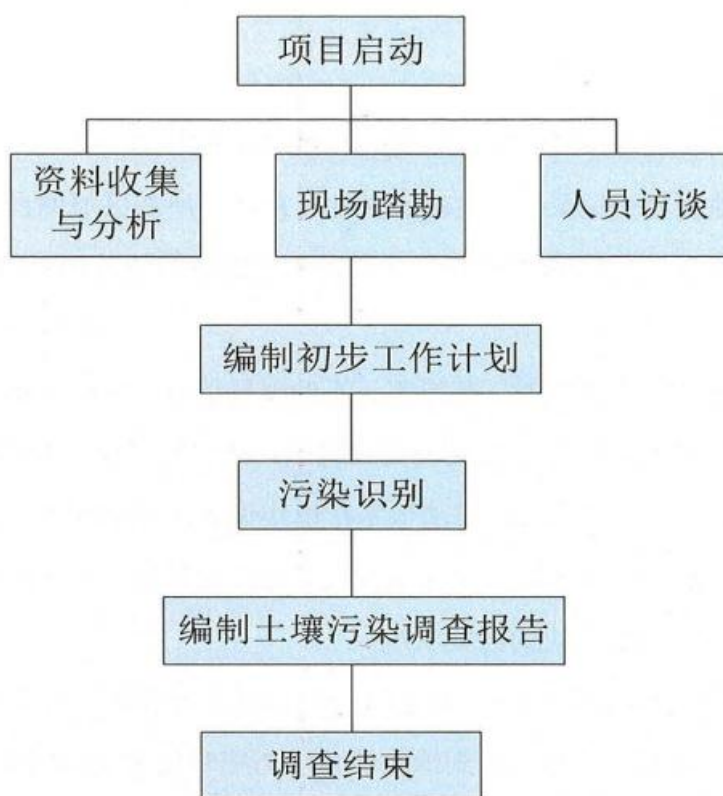 项目启动
资料收集
与分析
现场踏勘
人员访谈
编制初步工作计划
污染识别
编制土壤污染调查报告
调查结束